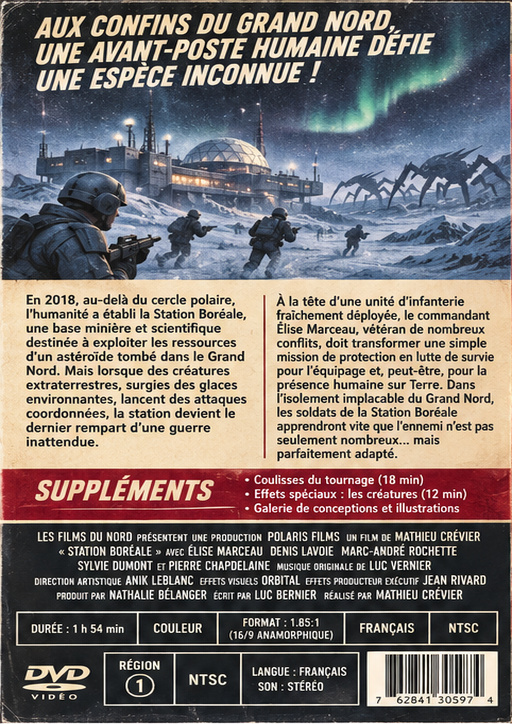 AUX CONFINS DU GRAND NORD,
UNE AVANT-POSTE HUMAINE DÉFIE
UNE ESPÈCE INCONNUE !
En 2018, au-delà du cercle polaire,
l'humanité a établi la Station Boréale,
une base minière et scientifique
destinée à exploiter les ressources
d'un astéroïde tombé dans le Grand
Nord. Mais lorsque des créatures
extraterrestres, surgies des glaces
environnantes, lancent des attaques
coordonnées, la station devient le
dernier rempart d'une guerre
inattendue.
À la tête d'une unité d'infanterie
fraîchement déployée, le commandant
Élise Marceau, vétéran de nombreux
conflits, doit transformer une simple
mission de protection en lutte de survie
pour l'équipage et, peut-être, pour la
présence humaine sur Terre. Dans
l'isolement implacable du Grand Nord,
les soldats de la Station Boréale
apprendront vite que l'ennemi n'est pas
seulement nombreux... mais
parfaitement adapté.
SUPPLÉMENTS
• Coulisses du tournage (18 min)
• Effets spéciaux : les créatures (12 min)
• Galerie de conceptions et illustrations
LES FILMS DU NORD PRÉSENTENT UNE PRODUCTION POLARIS FILMS UN FILM DE MATHIEU CRÉVIER
« STATION BORÉALE » AVEC ÉLISE MARCEAU DENIS LAVOIE MARC-ANDRÉ ROCHETTE
SYLVIE DUMONT ET PIERRE CHAPDELAINE MUSIQUE ORIGINALE DE LUC VERNIER
DIRECTION ARTISTIQUE ANIK LEBLANC EFFETS VISUELS ORBITAL EFFETS PRODUCTEUR EXÉCUTIF JEAN RIVARD
PRODUIT PAR NATHALIE BÉLANGER ÉCRIT PAR LUC BERNIER RÉALISÉ PAR MATHIEU CRÉVIER
DURÉE : 1 h 54 min
COULEUR
FORMAT : 1.85:1
(16/9 ANAMORPHIQUE)
FRANÇAIS
NTSC
DVD
VIDÉO
RÉGION
1
NTSC
LANGUE : FRANÇAIS
SON : STÉRÉO
7 62841 30597 4